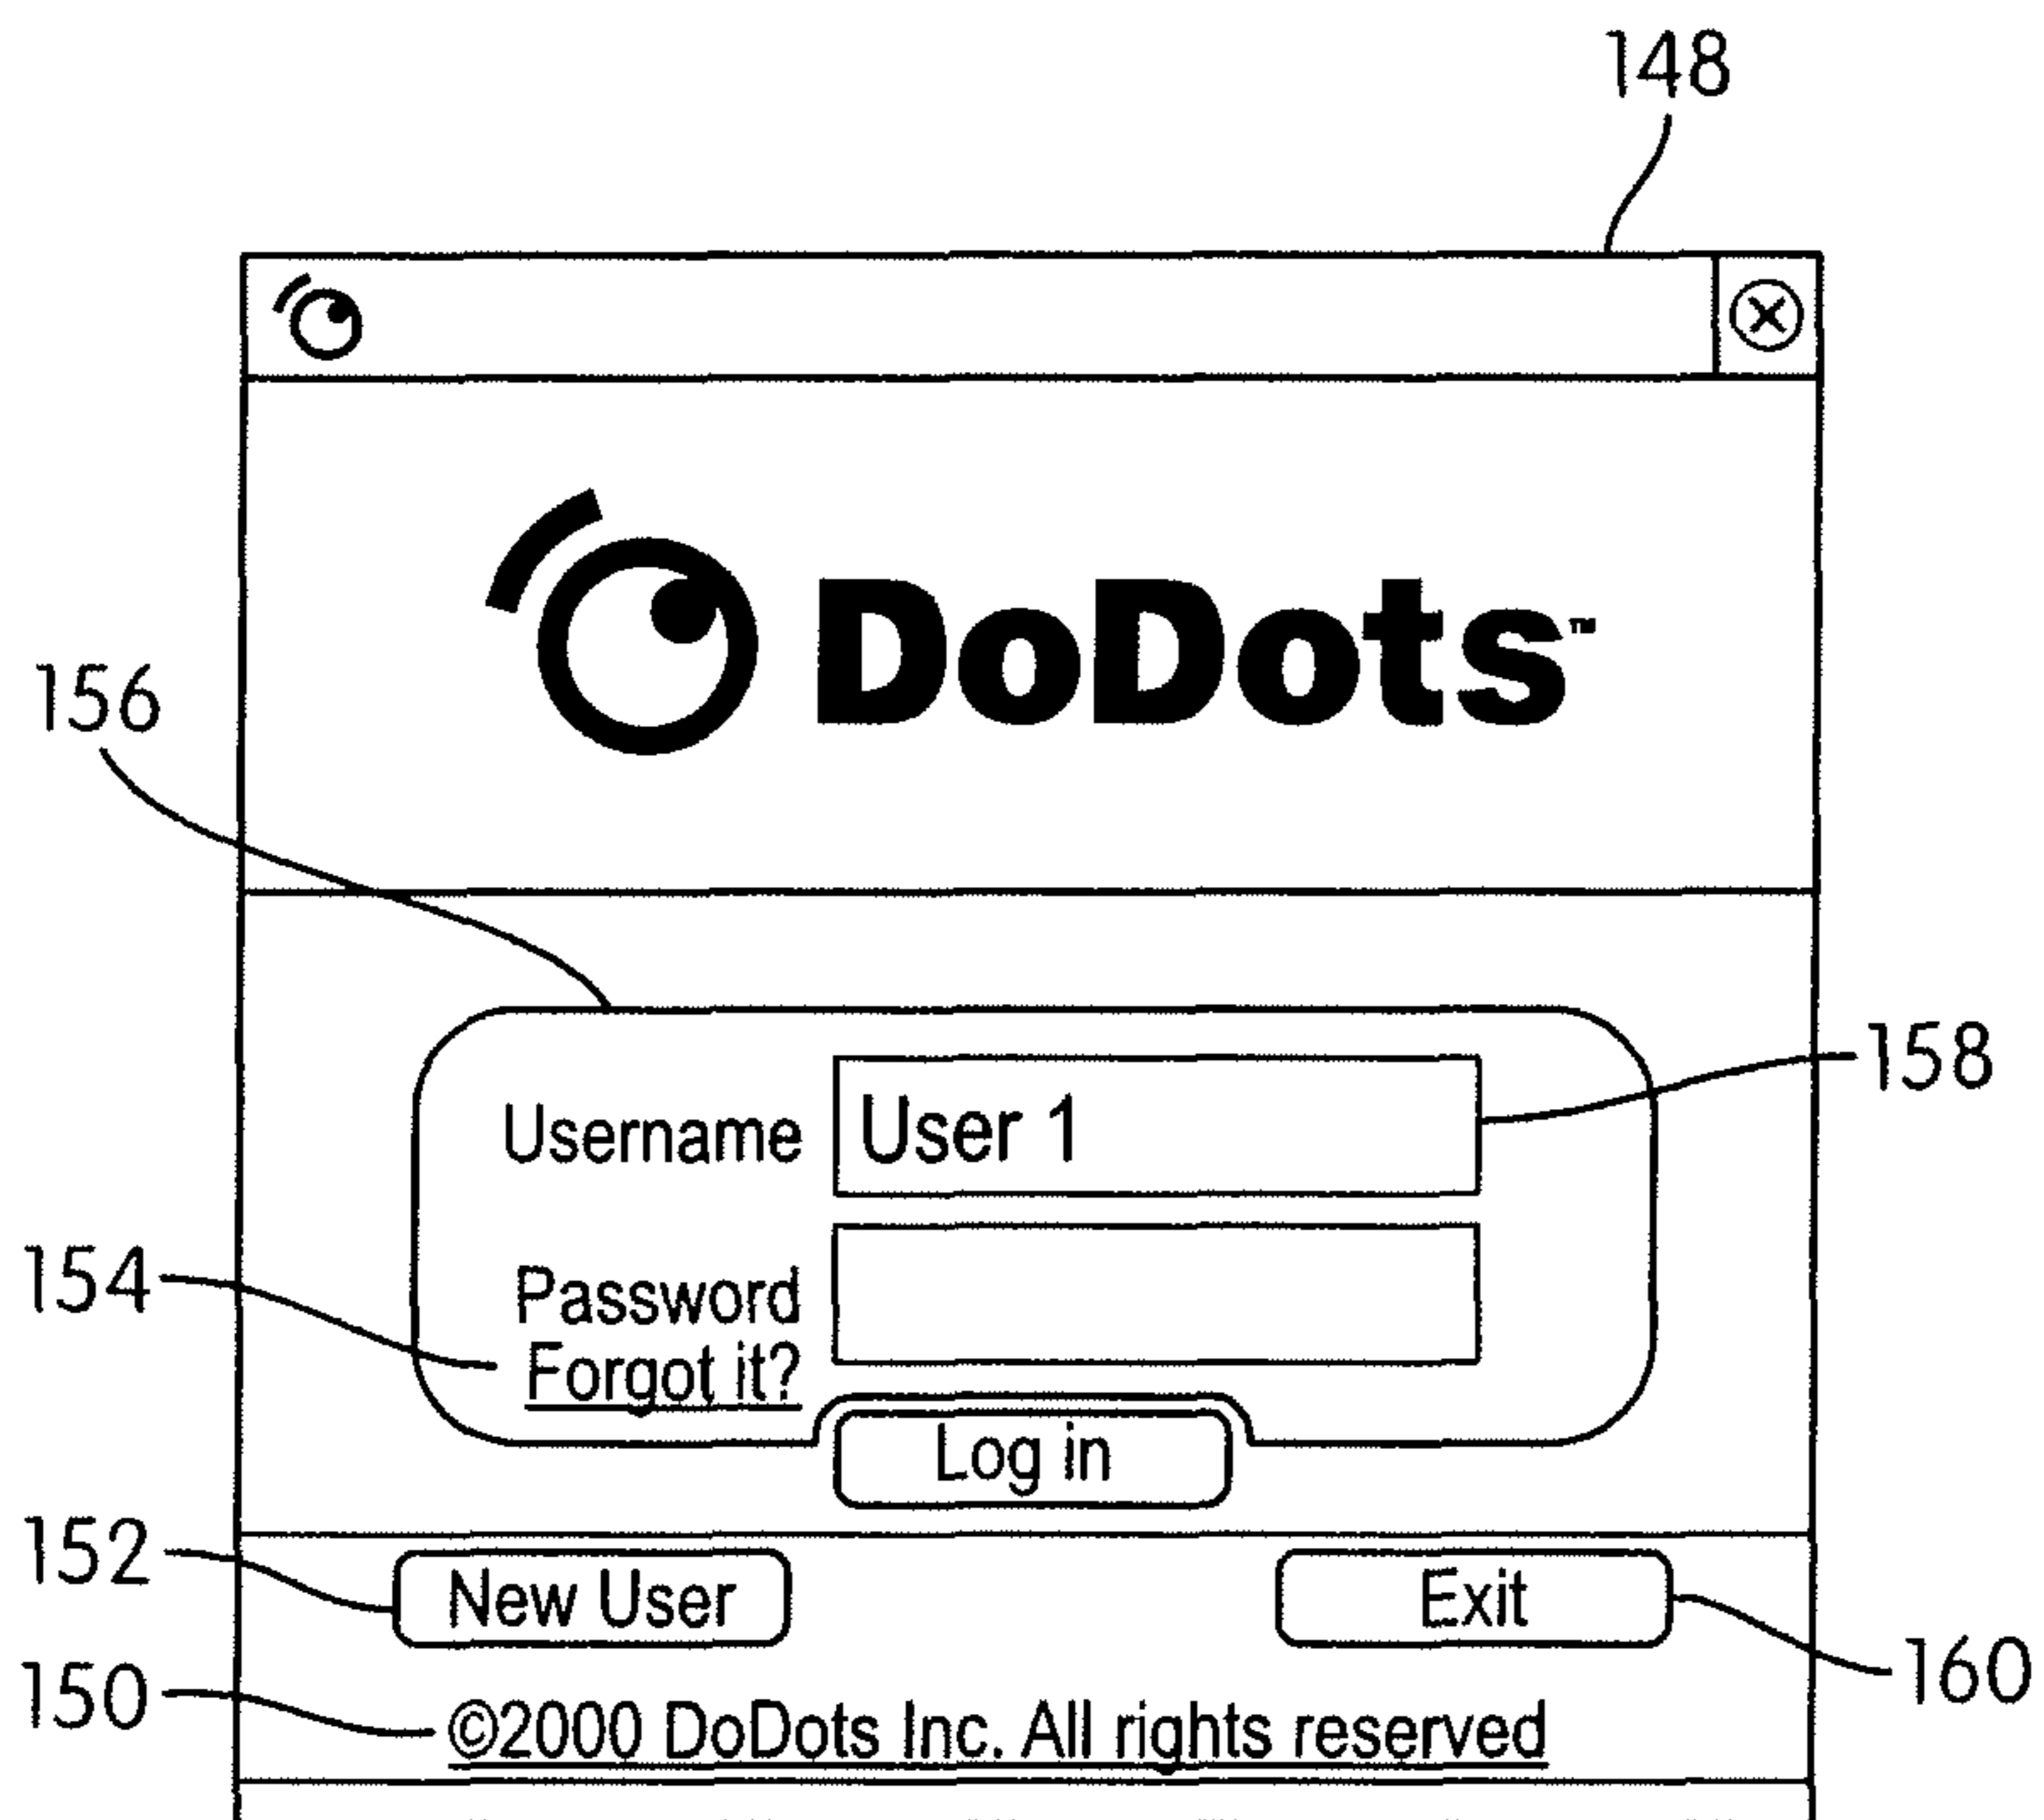 148
DoDots™
156
158
Username User 1
154
Password
Forgot it?
Log in
152
New User Exit
160
150
©2000 DoDots Inc. All rights reserved